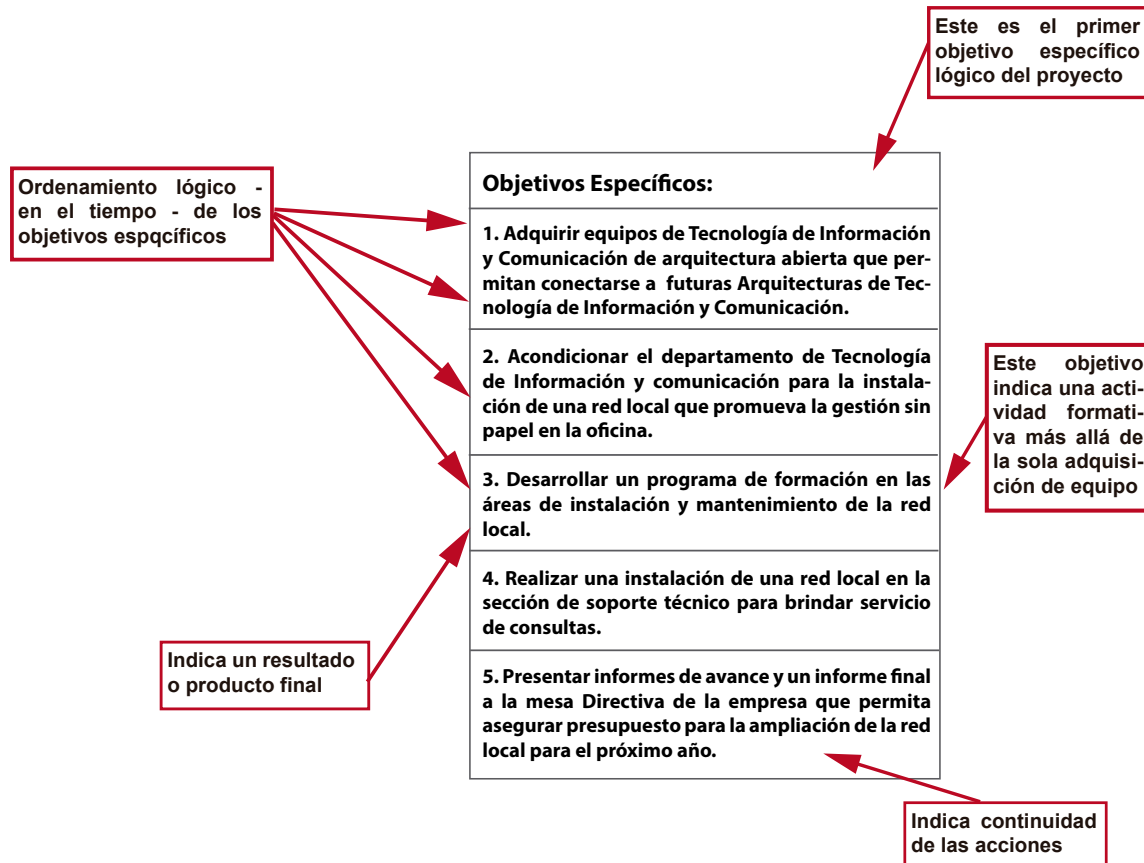 Este es el primer
objetivo específico
lógico del proyecto
Ordenamiento lógico -
en el tiempo - de los
objetivos espqcíficos
Objetivos Específicos:
1. Adquirir equipos de Tecnología de Información
y Comunicación de arquitectura abierta que per-
mitan conectarse a futuras Arquitecturas de Tec-
nología de Información y Comunicación.
2. Acondicionar el departamento de Tecnología
de Información y comunicación para la instala-
ción de una red local que promueva la gestión sin
papel en la oficina.
Este objetivo
indica una acti-
vidad formati-
va más allá de
la sola adquisi-
ción de equipo
3. Desarrollar un programa de formación en las
áreas de instalación y mantenimiento de la red
local.
4. Realizar una instalación de una red local en la
sección de soporte técnico para brindar servicio
de consultas.
Indica un resultado
o producto final
5. Presentar informes de avance y un informe final
a la mesa Directiva de la empresa que permita
asegurar presupuesto para la ampliación de la red
local para el próximo año.
Indica continuidad
de las acciones